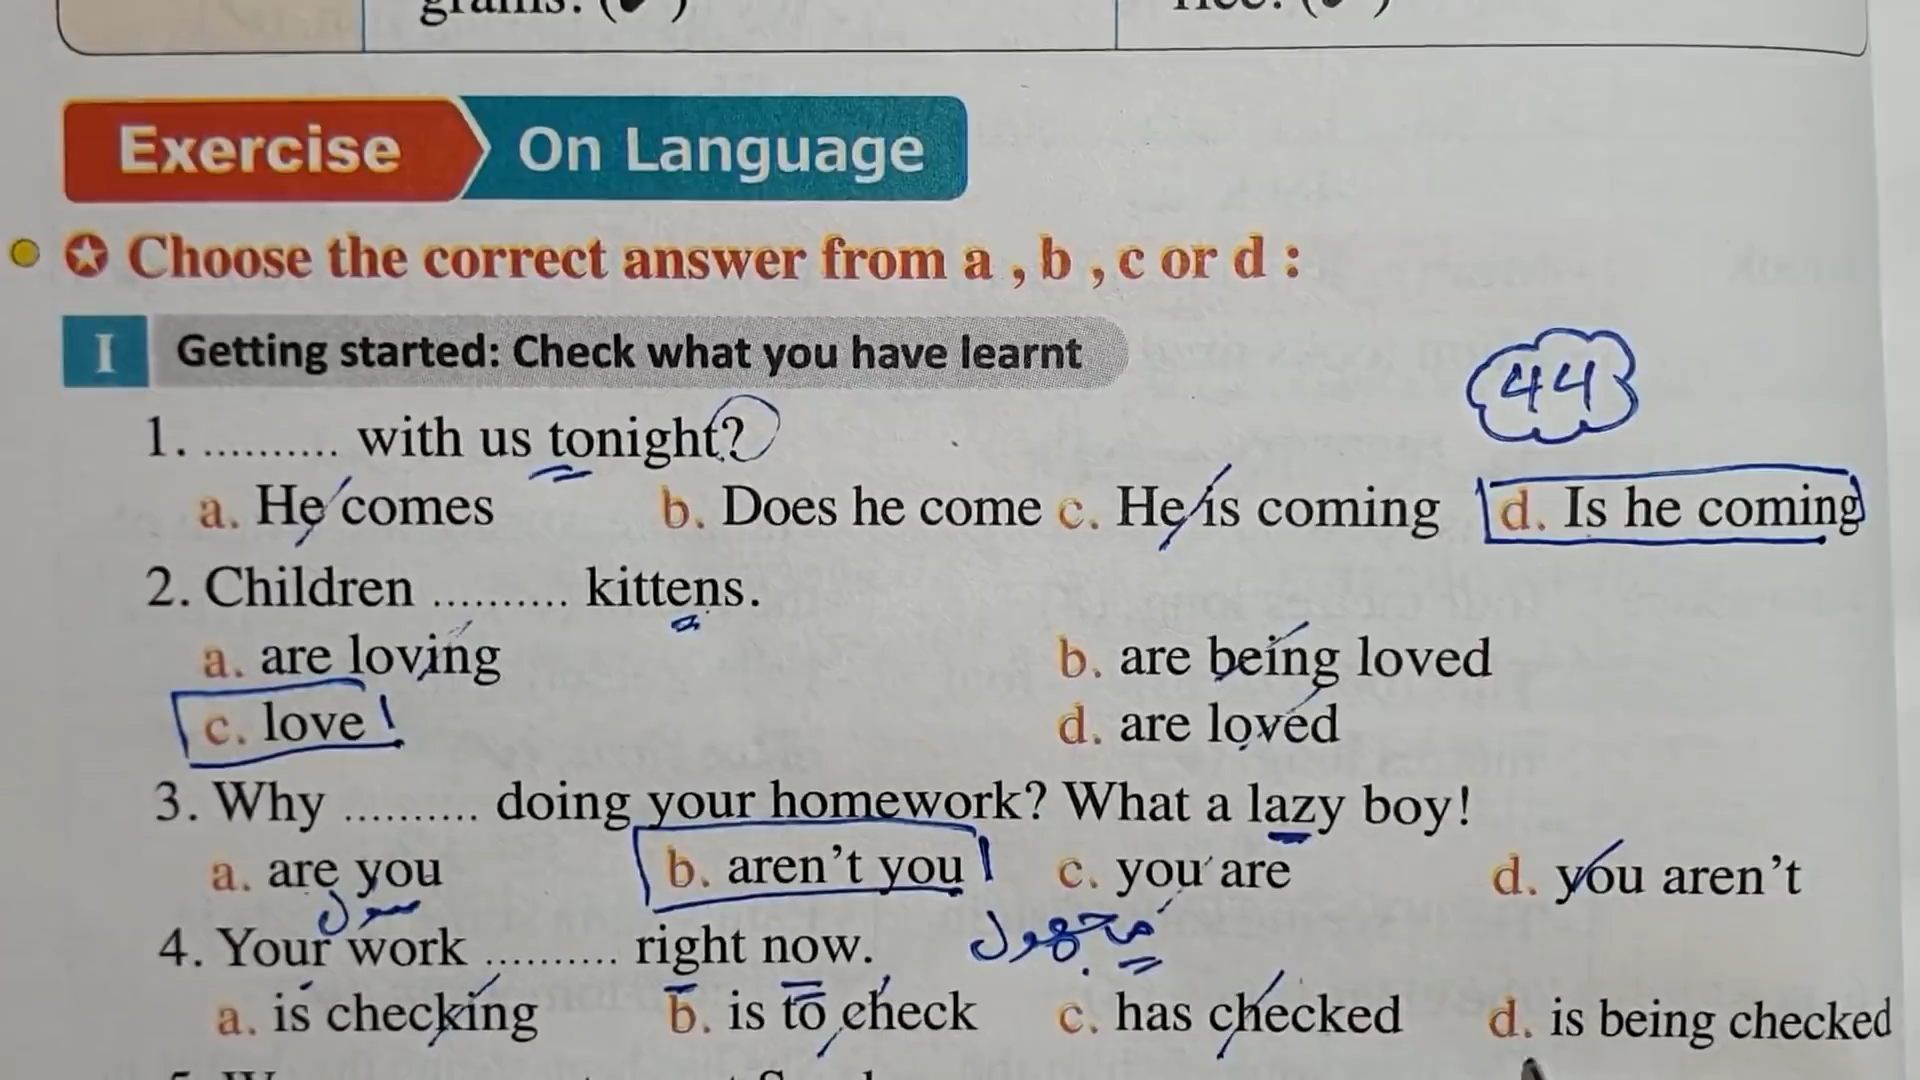 grams. (✔)
rice. (✔)
Exercise On Language
Choose the correct answer from a , b , c or d :
I Getting started: Check what you have learnt
44
1. .......... with us tonight?
a. He comes b. Does he come c. He is coming d. Is he coming
2. Children .......... kittens.
a. are loving b. are being loved
c. love d. are loved
3. Why .......... doing your homework? What a lazy boy!
a. are you b. aren't you c. you are d. you aren't
4. Your work .......... right now. مجهول
a. is checking b. is to check c. has checked d. is being checked